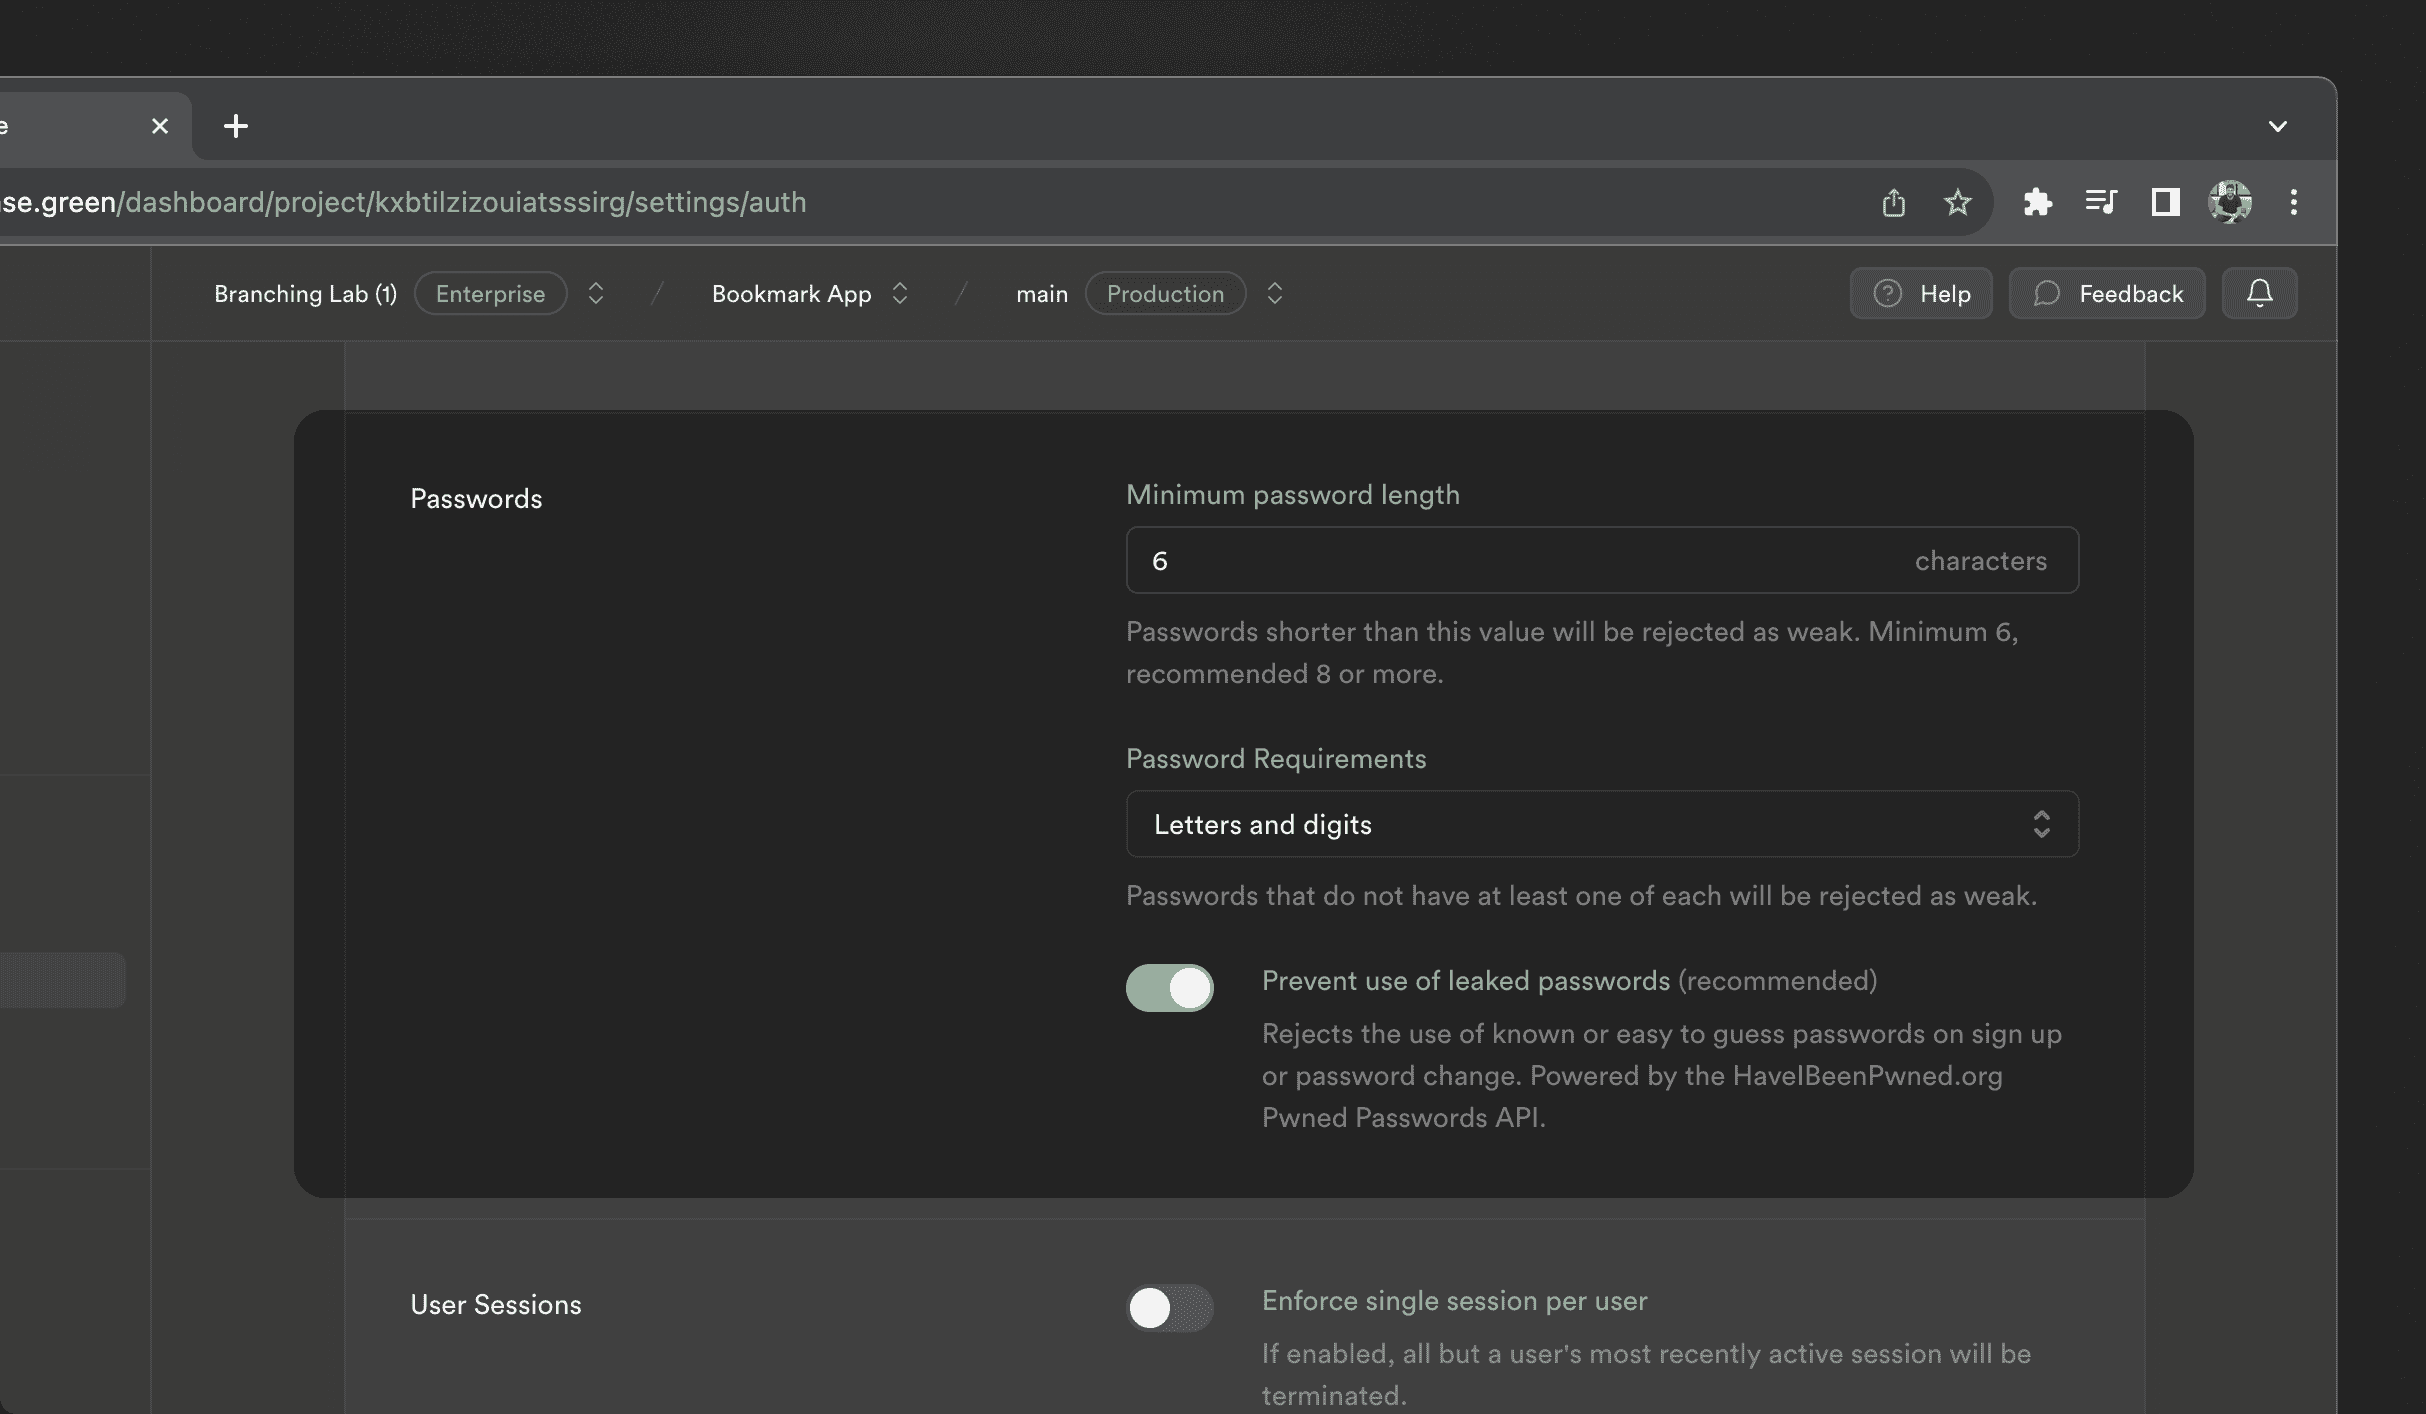 e
se.green/dashboard/project/kxbtilzizouiatsssirg/settings/auth
Branching Lab (1) Enterprise / Bookmark App / main Production Help Feedback
Passwords
Minimum password length
6 characters
Passwords shorter than this value will be rejected as weak. Minimum 6,
recommended 8 or more.
Password Requirements
Letters and digits
Passwords that do not have at least one of each will be rejected as weak.
Prevent use of leaked passwords (recommended)
Rejects the use of known or easy to guess passwords on sign up
or password change. Powered by the HaveIBeenPwned.org
Pwned Passwords API.
User Sessions
Enforce single session per user
If enabled, all but a user's most recently active session will be
terminated.